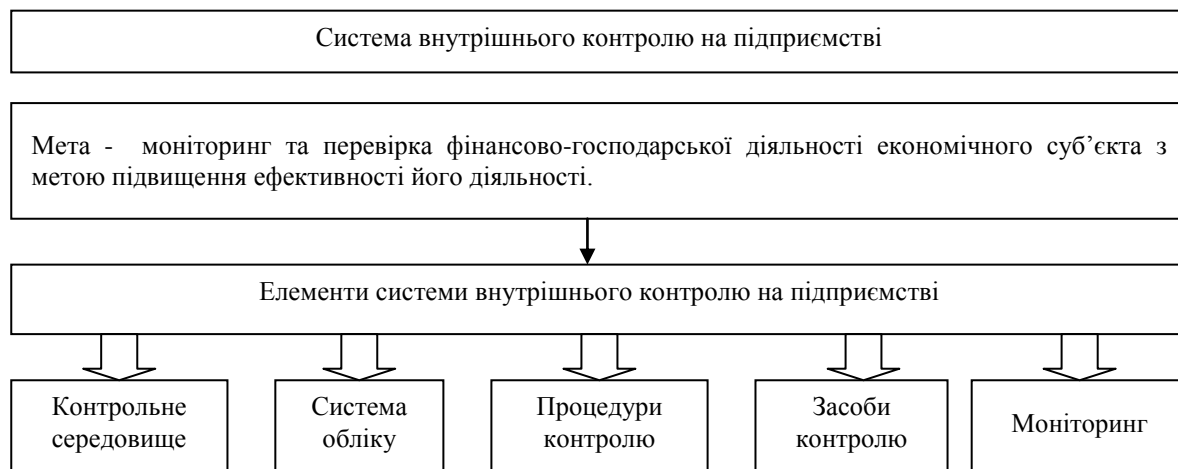 Система внутрішнього контролю на підприємстві
Мета - моніторинг та перевірка фінансово-господарської діяльності економічного суб’єкта з
метою підвищення ефективності його діяльності.
Елементи системи внутрішнього контролю на підприємстві
Контрольне
середовище
Система
обліку
Процедури
контролю
Засоби
контролю
Моніторинг